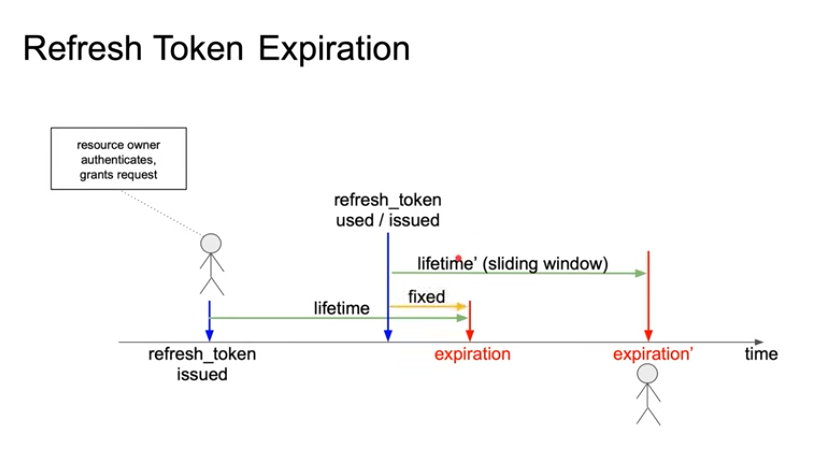 Refresh Token Expiration
resource owner
authenticates,
grants request
refresh_token
used / issued
lifetime’ (sliding window)
fixed
lifetime
refresh_token
issued
expiration
expiration’
time